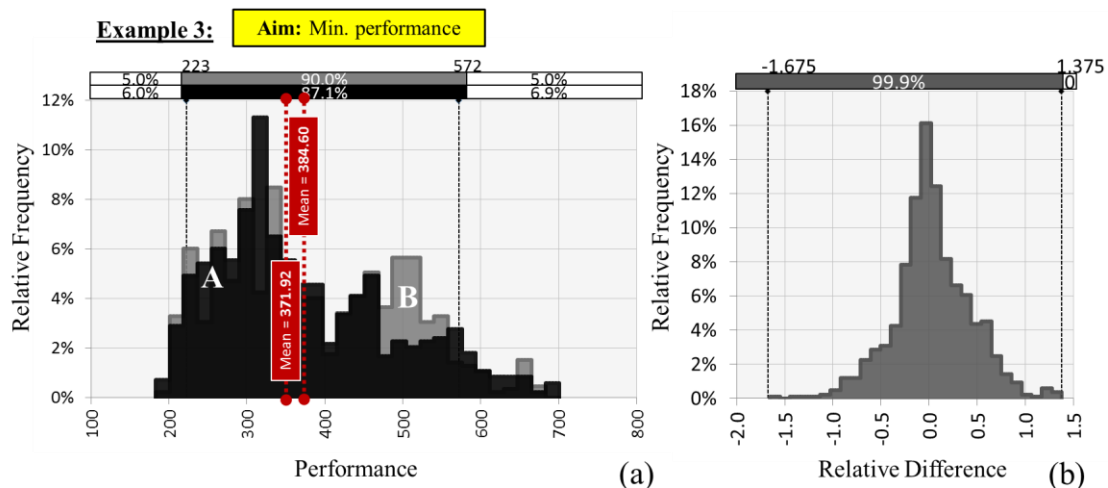 Example 3:
Aim: Min. performance
223 572
5.0% 90.0% 5.0%
6.0% 87.1% 6.9%
12%
10%
8%
6%
4%
2%
0%
Relative Frequency
Mean = 384.60
Mean = 371.92
A
B
100 200 300 400 500 600 700 800
Performance
(a)
-1.675 1.375
99.9% 0
18%
16%
14%
12%
10%
8%
6%
4%
2%
0%
Relative Frequency
-2.0 -1.5 -1.0 -0.5 0.0 0.5 1.0 1.5
Relative Difference
(b)